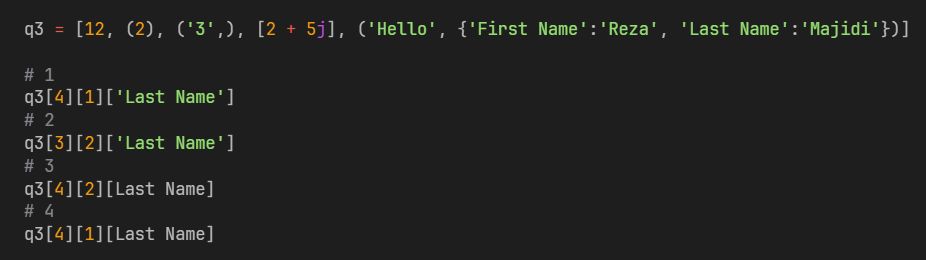 q3 = [12, (2), ('3',), [2 + 5j], ('Hello', {'First Name':'Reza', 'Last Name':'Majidi'})]
# 1
q3[4][1]['Last Name']
# 2
q3[3][2]['Last Name']
# 3
q3[4][2][Last Name]
# 4
q3[4][1][Last Name]